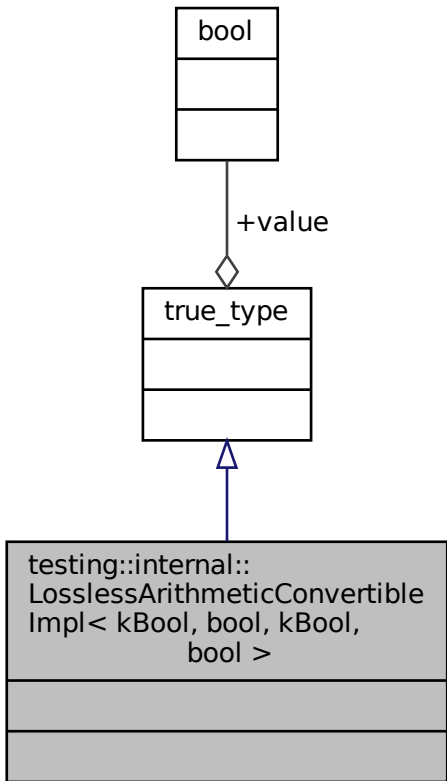 bool
+value
true_type
testing::internal::
LosslessArithmeticConvertible
Impl< kBool, bool, kBool,
bool >